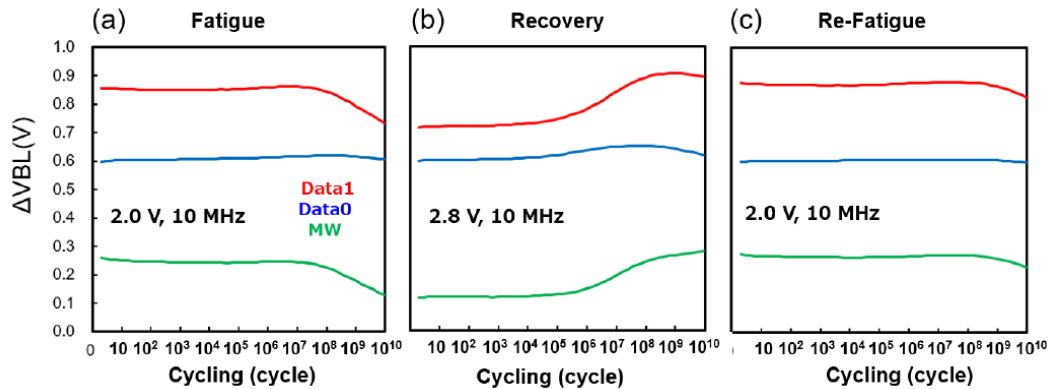 (a) Fatigue
(b) Recovery
(c) Re-Fatigue
ΔVBL(V)
1.0
0.9
0.8
0.7
0.6
0.5
0.4
0.3
0.2
0.1
0.0
Data1
Data0
MW
2.0 V, 10 MHz
0 10 10² 10³ 10⁴ 10⁵ 10⁶ 10⁷ 10⁸ 10⁹ 10¹⁰
Cycling (cycle)
2.8 V, 10 MHz
10 10² 10³ 10⁴ 10⁵ 10⁶ 10⁷ 10⁸ 10⁹ 10¹⁰
Cycling (cycle)
2.0 V, 10 MHz
0 10 10² 10³ 10⁴ 10⁵ 10⁶ 10⁷ 10⁸ 10⁹ 10¹⁰
Cycling (cycle)